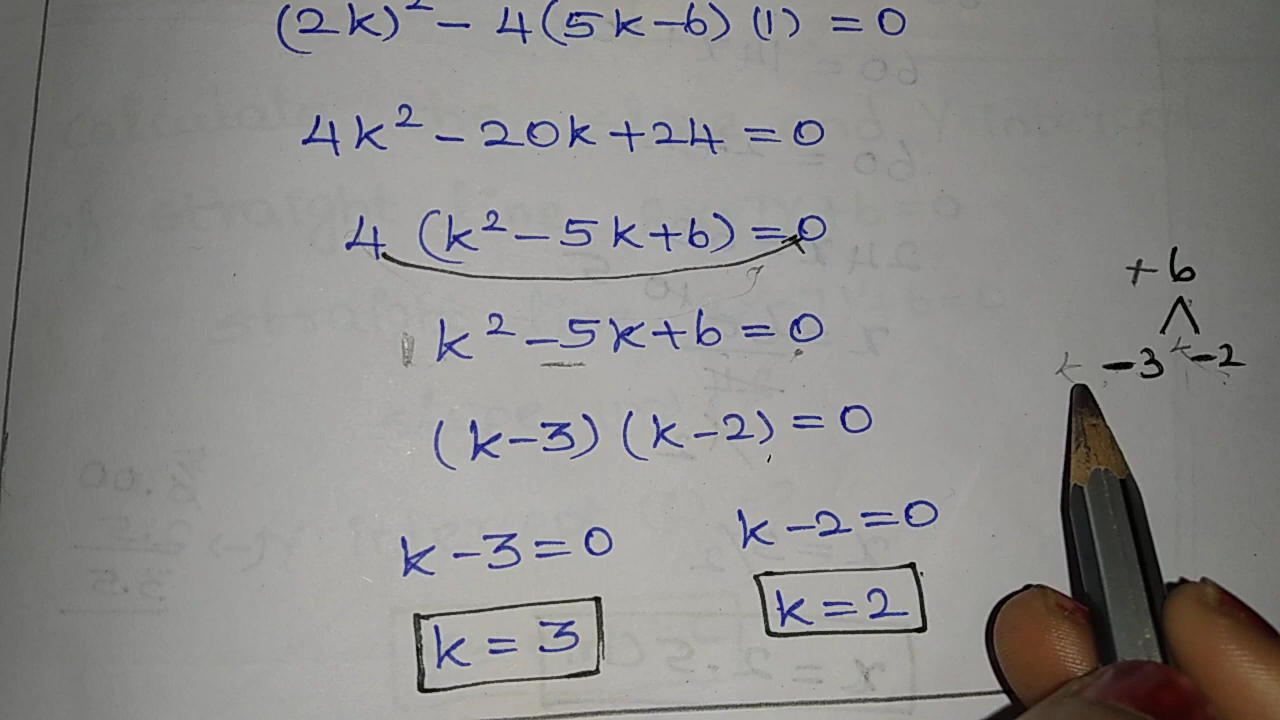 (2k)² - 4(5k-6) (1) = 0
4k² - 20k + 24 = 0
4 (k² - 5k + 6) = 0
k² - 5k + 6 = 0
(k-3) (k-2) = 0
k - 3 = 0 k - 2 = 0
k = 3 k = 2
+6
-3 -2